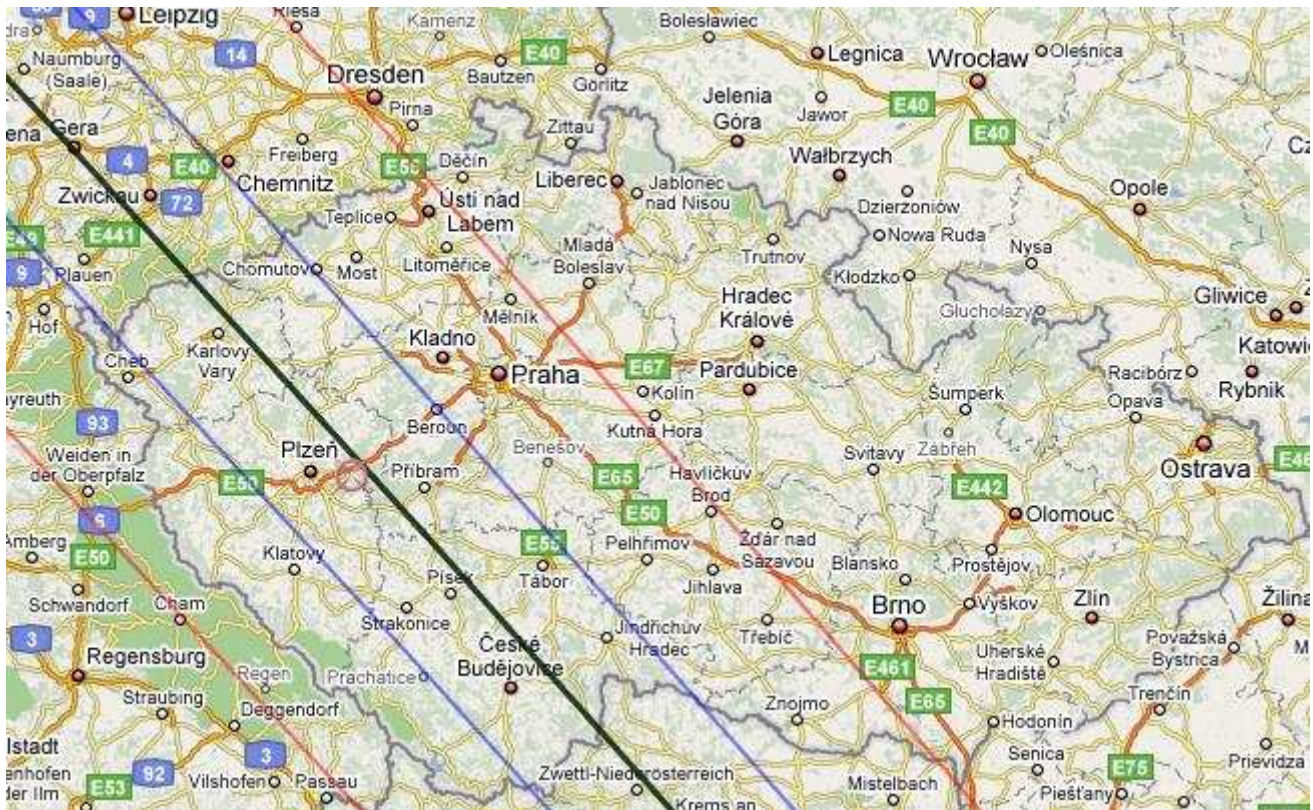 9
Leipzig
Riesa
Kamenz
Bolesławiec
Legnica
Wrocław
Oleśnica
Naumburg
(Saale)
14
E40
Bautzen
Görlitz
Dresden
Pirna
Jelenia
Góra
Jawor
E40
E40
Gera
4
E40
Freiberg
Chemnitz
Zittau
Děčín
Liberec
Jablonec
nad Nisou
Wałbrzych
Zwickau
72
E441
Teplice
Ústí nad
Labem
Dzierżoniów
Opole
Nowa Ruda
9
Plauen
Chomutov
Most
Litoměřice
Mladá
Boleslav
Trutnov
Kłodzko
Nysa
Hof
Mělník
Hradec
Králové
Głuchołazy
Gliwice
Cheb
Karlovy
Vary
Kladno
Praha
E67
Pardubice
Kolín
Kutná Hora
Šumperk
Racibórz
Rybnik
Opava
93
Weiden in
der Oberpfalz
Plzeň
Beroun
Příbram
Benešov
E65
Havlíčkův
Brod
Svitavy
Zábřeh
Ostrava
E50
E50
E442
Olomouc
Amberg
E50
Klatovy
Písek
E55
Tábor
Pelhřimov
Jihlava
Žďár nad
Sázavou
Blansko
Prostějov
Schwandorf
Cham
Strakonice
Brno
Vyškov
Zlín
Žilina
3
Regensburg
Regen
Prachatice
České
Budějovice
Jindřichův
Hradec
Třebíč
E461
E65
Uherské
Hradiště
Považská
Bystrica
Straubing
Deggendorf
Znojmo
Hodonín
Trenčín
3
92
E53
Vilshofen
Passau
Zwettl-Niederösterreich
Krems an
Mistelbach
Senica
E75
Piešťany
Prievidza